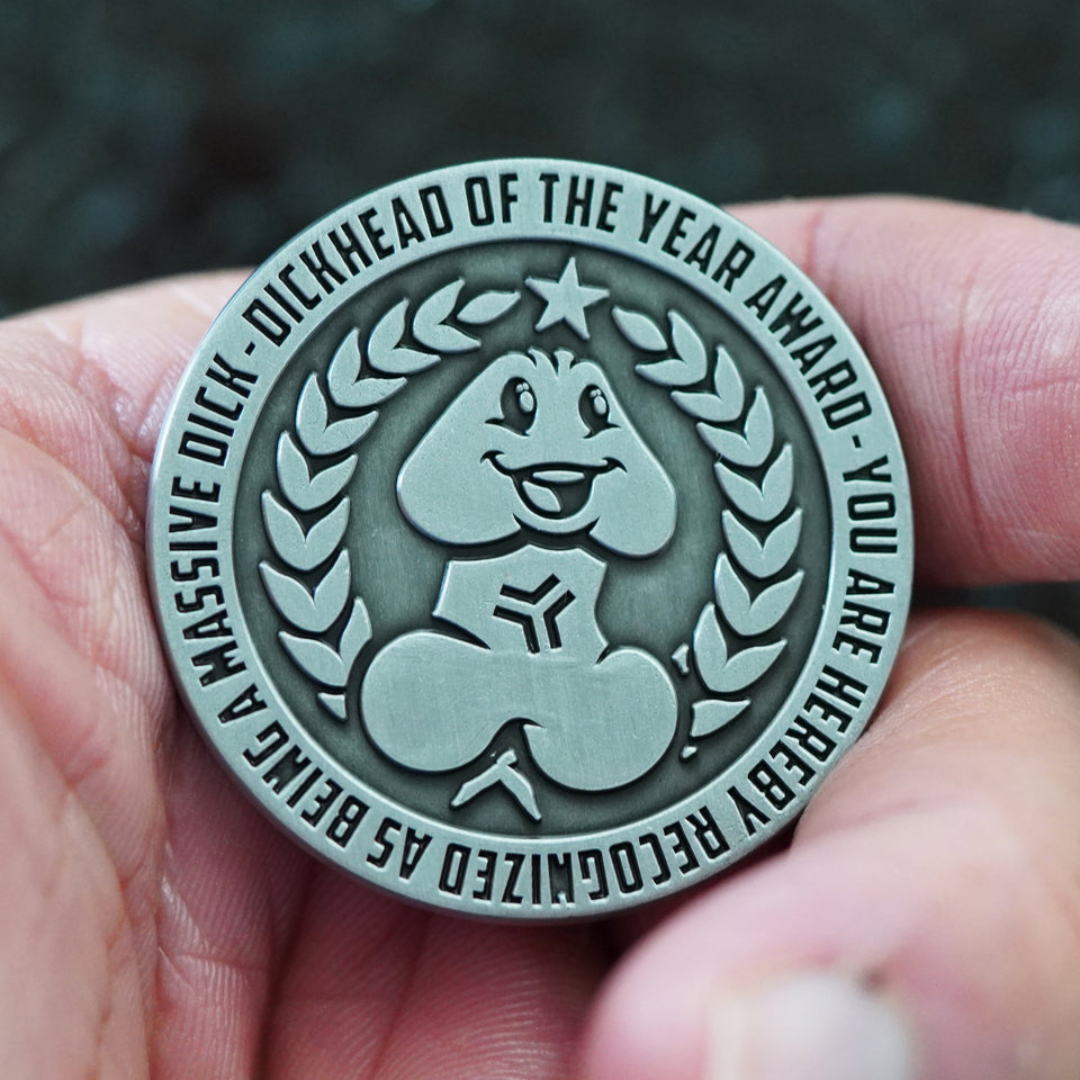 DICKHEAD OF THE YEAR AWARD - YOU ARE HEREBY RECOGNIZED AS BEING A MASSIVE DICK -